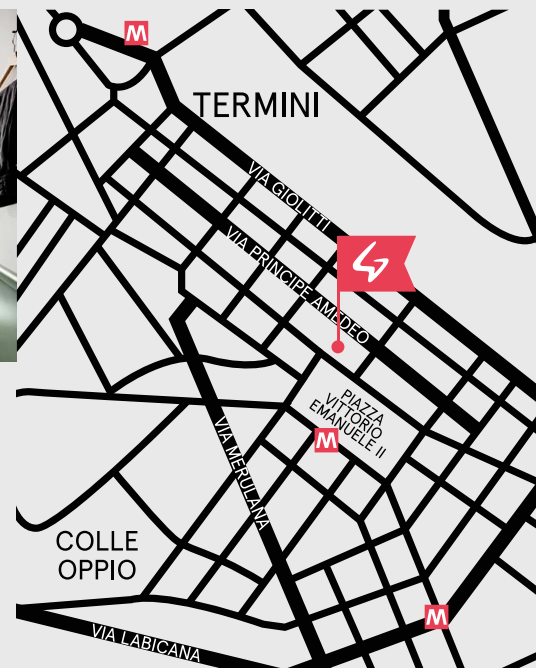 M
TERMINI
VIA GIOLITTI
VIA PRINCIPE AMEDEO
PIAZZA
VITTORIO
EMANUELE II
M
VIA MERULANA
COLLE
OPPIO
M
VIA LABICANA